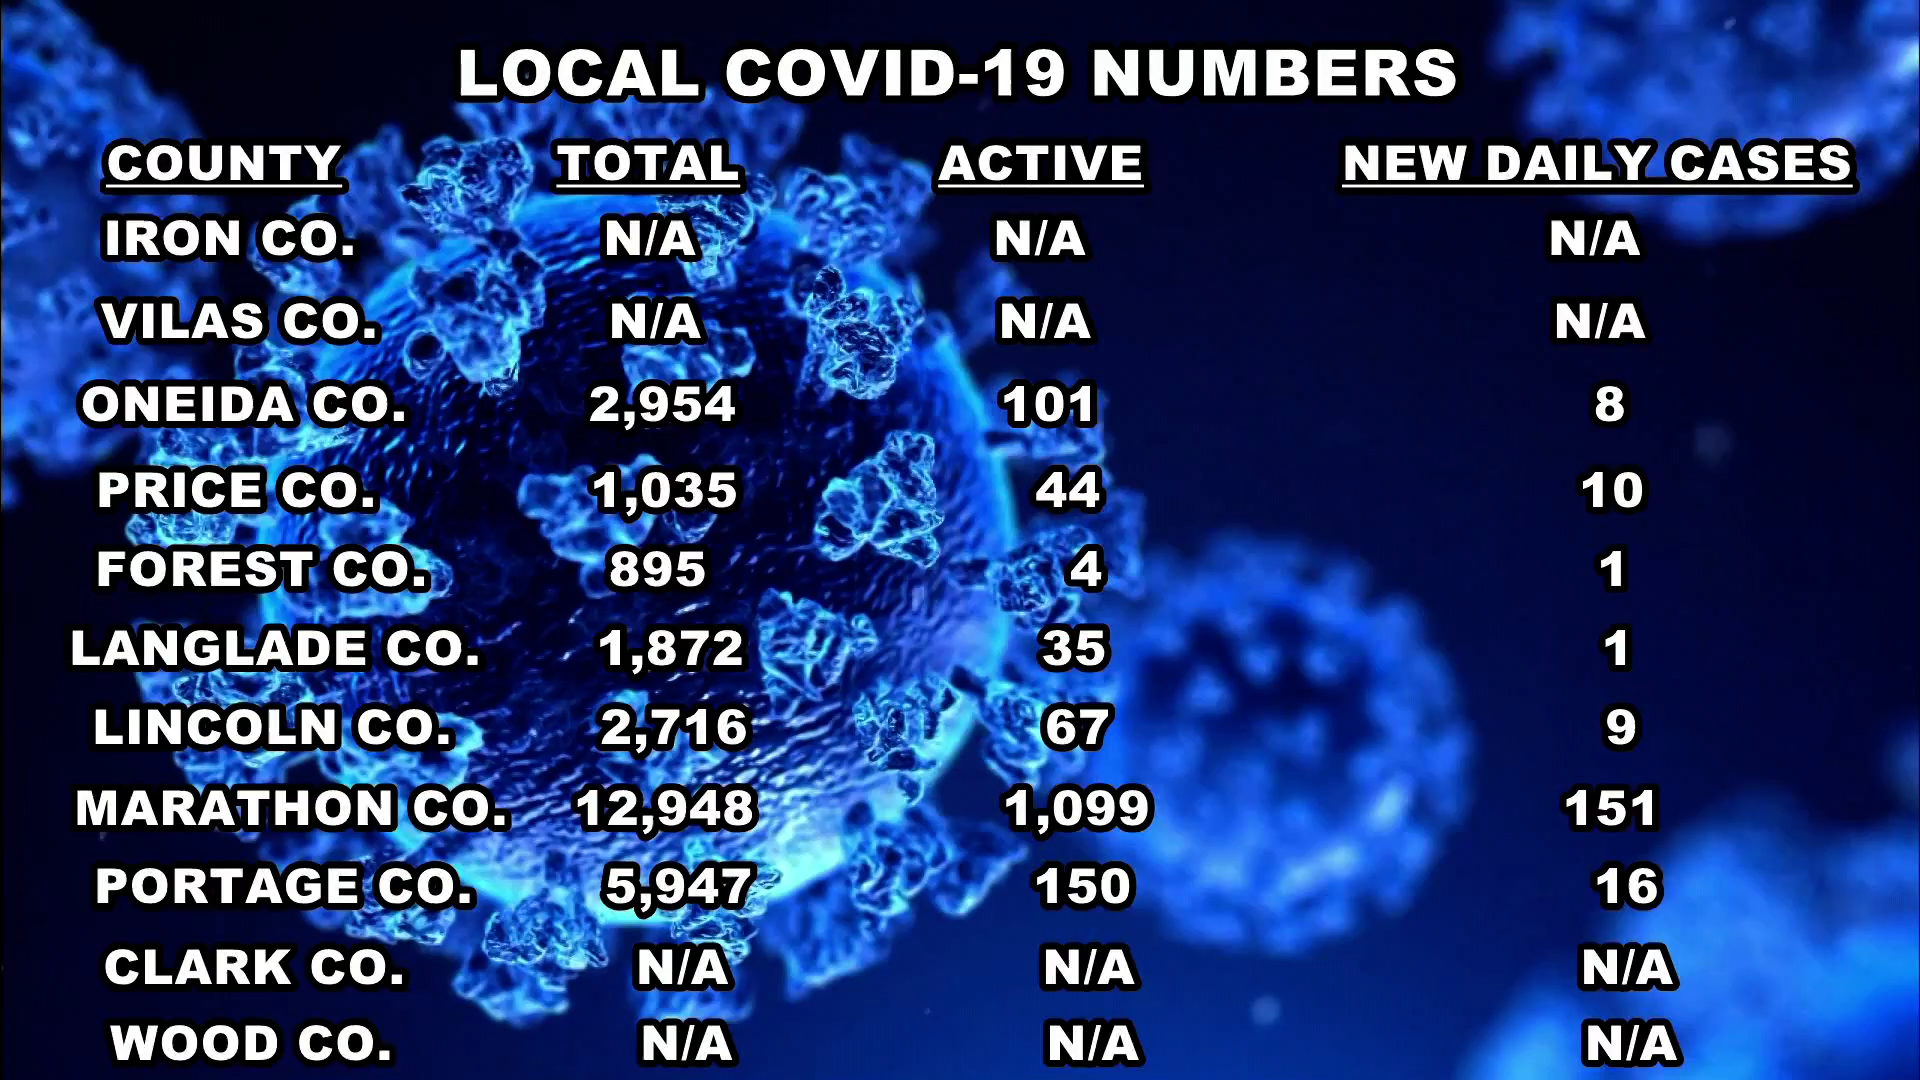 LOCAL COVID-19 NUMBERS
COUNTY TOTAL ACTIVE NEW DAILY CASES
IRON CO. N/A N/A N/A
VILAS CO. N/A N/A N/A
ONEIDA CO. 2,954 101 8
PRICE CO. 1,035 44 10
FOREST CO. 895 4 1
LANGLADE CO. 1,872 35 1
LINCOLN CO. 2,716 67 9
MARATHON CO. 12,948 1,099 151
PORTAGE CO. 5,947 150 16
CLARK CO. N/A N/A N/A
WOOD CO. N/A N/A N/A